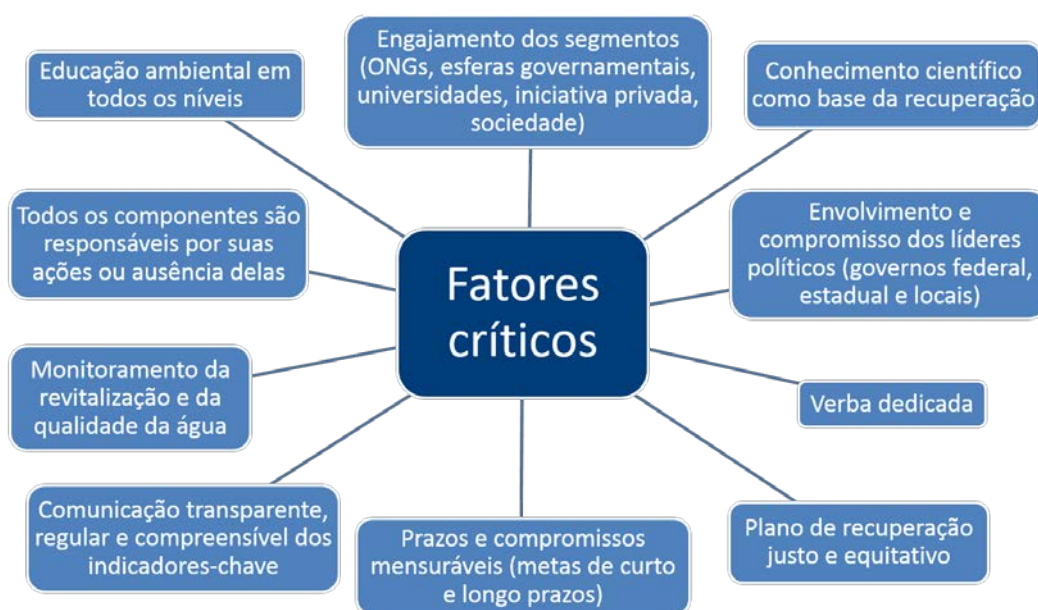 Educação ambiental em
todos os níveis
Engajamento dos segmentos
(ONGs, esferas governamentais,
universidades, iniciativa privada,
sociedade)
Conhecimento científico
como base da recuperação
Todos os componentes são
responsáveis por suas
ações ou ausência delas
Fatores
críticos
Envolvimento e
compromisso dos líderes
políticos (governos federal,
estadual e locais)
Monitoramento da
revitalização e da
qualidade da água
Verba dedicada
Comunicação transparente,
regular e compreensível dos
indicadores-chave
Prazos e compromissos
mensuráveis (metas de curto
e longo prazos)
Plano de recuperação
justo e equitativo